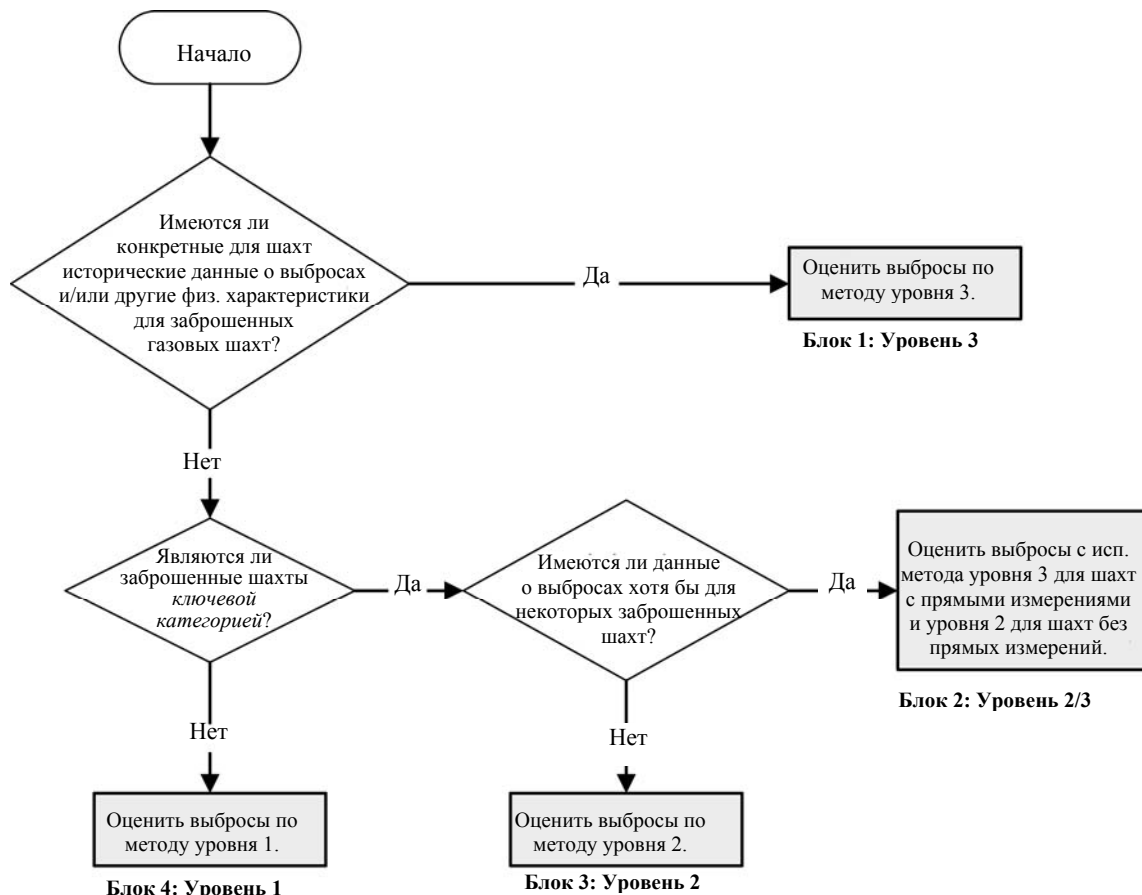 Начало
Имеются ли
конкретные для шахт
исторические данные о выбросах
и/или другие физ. характеристики
для заброшенных
газовых шахт?
Да
Оценить выбросы по
методу уровня 3.
Блок 1: Уровень 3
Нет
Являются ли
заброшенные шахты
ключевой
категорией?
Да
Имеются ли данные
о выбросах хотя бы для
некоторых заброшенных
шахт?
Да
Оценить выбросы с исп.
метода уровня 3 для шахт
с прямыми измерениями
и уровня 2 для шахт без
прямых измерений.
Блок 2: Уровень 2/3
Нет
Нет
Оценить выбросы по
методу уровня 1.
Блок 4: Уровень 1
Оценить выбросы по
методу уровня 2.
Блок 3: Уровень 2